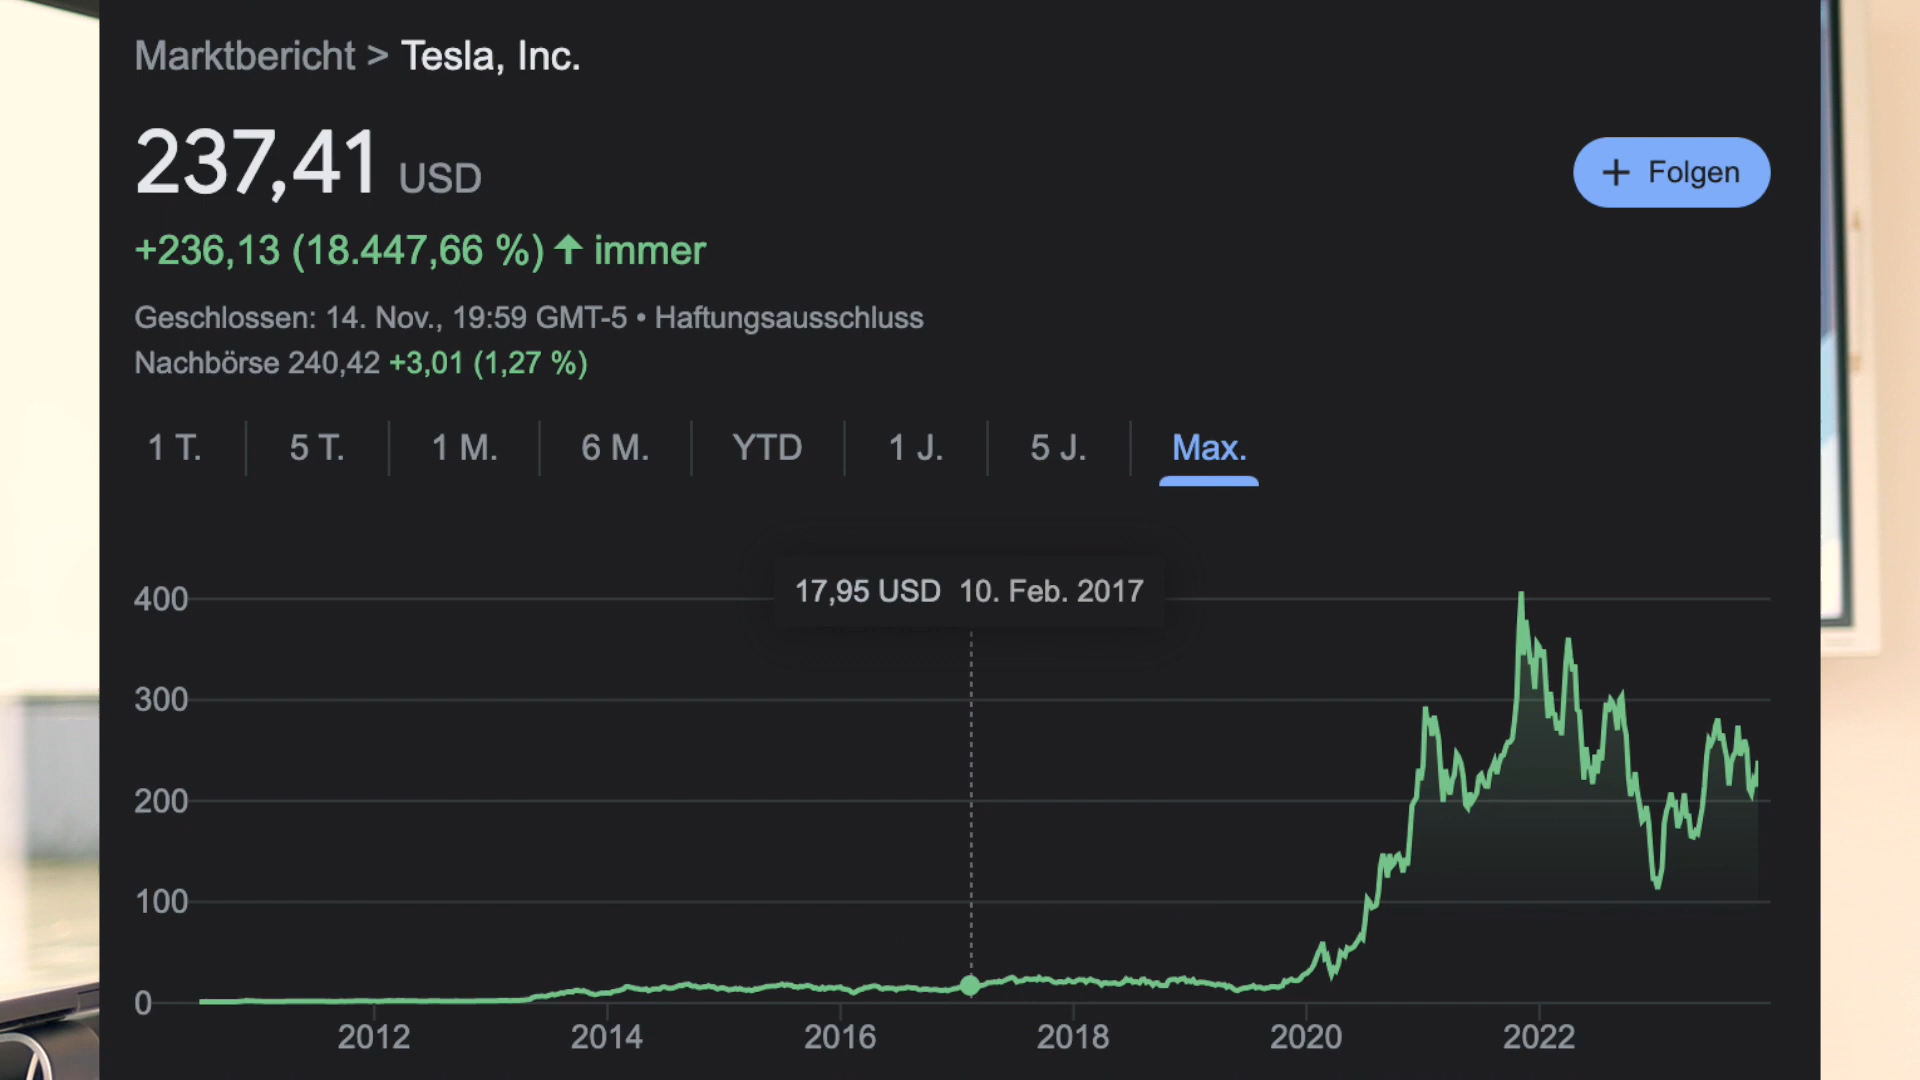 Marktbericht > Tesla, Inc.
237,41 USD
+ Folgen
+236,13 (18.447,66 %) ↑ immer
Geschlossen: 14. Nov., 19:59 GMT-5 • Haftungsausschluss
Nachbörse 240,42 +3,01 (1,27 %)
1 T. 5 T. 1 M. 6 M. YTD 1 J. 5 J. Max.
17,95 USD 10. Feb. 2017
400
300
200
100
0
2012 2014 2016 2018 2020 2022